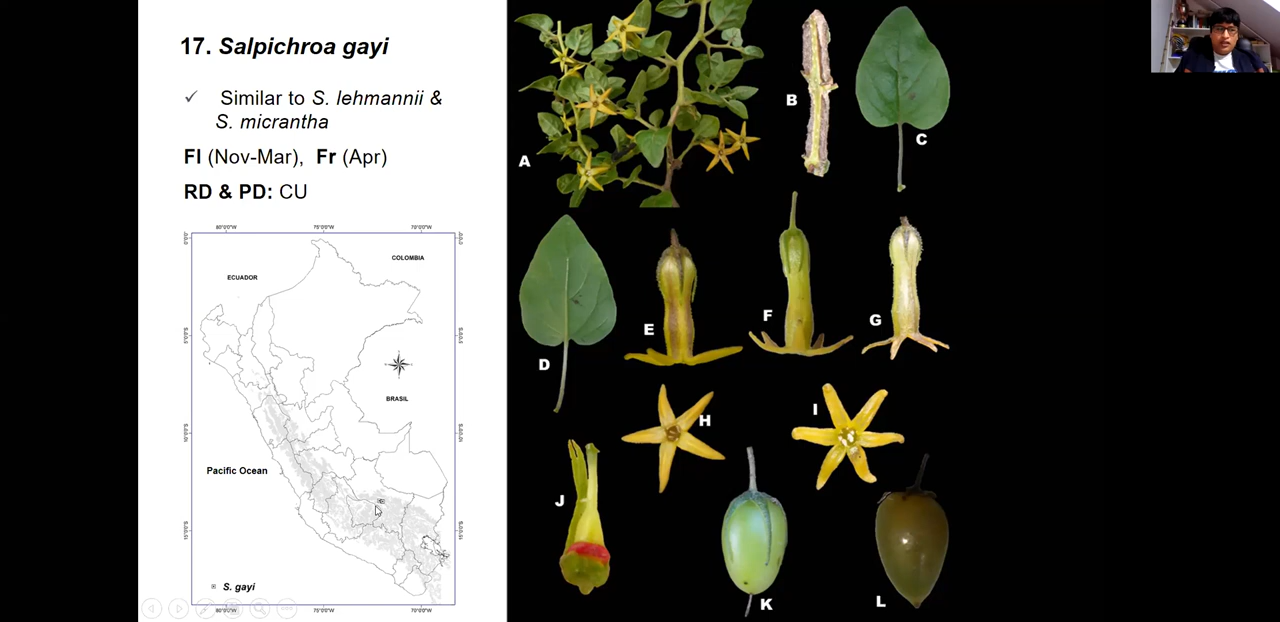 17. Salpichroa gayi
✓ Similar to S. lehmannii &
S. micrantha
Fl (Nov-Mar), Fr (Apr)
RD & PD: CU
80°0'0"W 75°0'0"W 70°0'0"W
COLOMBIA
ECUADOR
BRASIL
Pacific Ocean
S. gayi
80°0'0"W 75°0'0"W 70°0'0"W
A
B
C
D
E
F
G
H
I
J
K
L